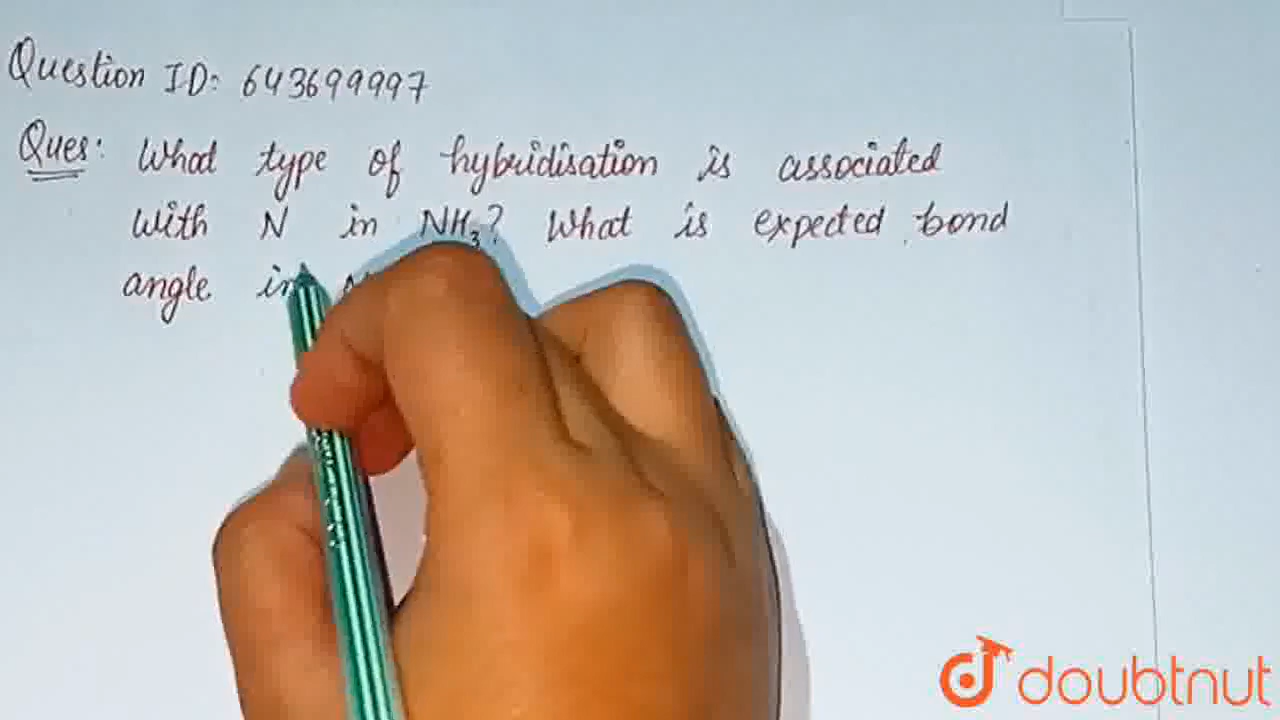 Question ID: 643699997
Ques: What type of hybridisation is associated
with N in NH₃? What is expected bond
angle in
doubtnut